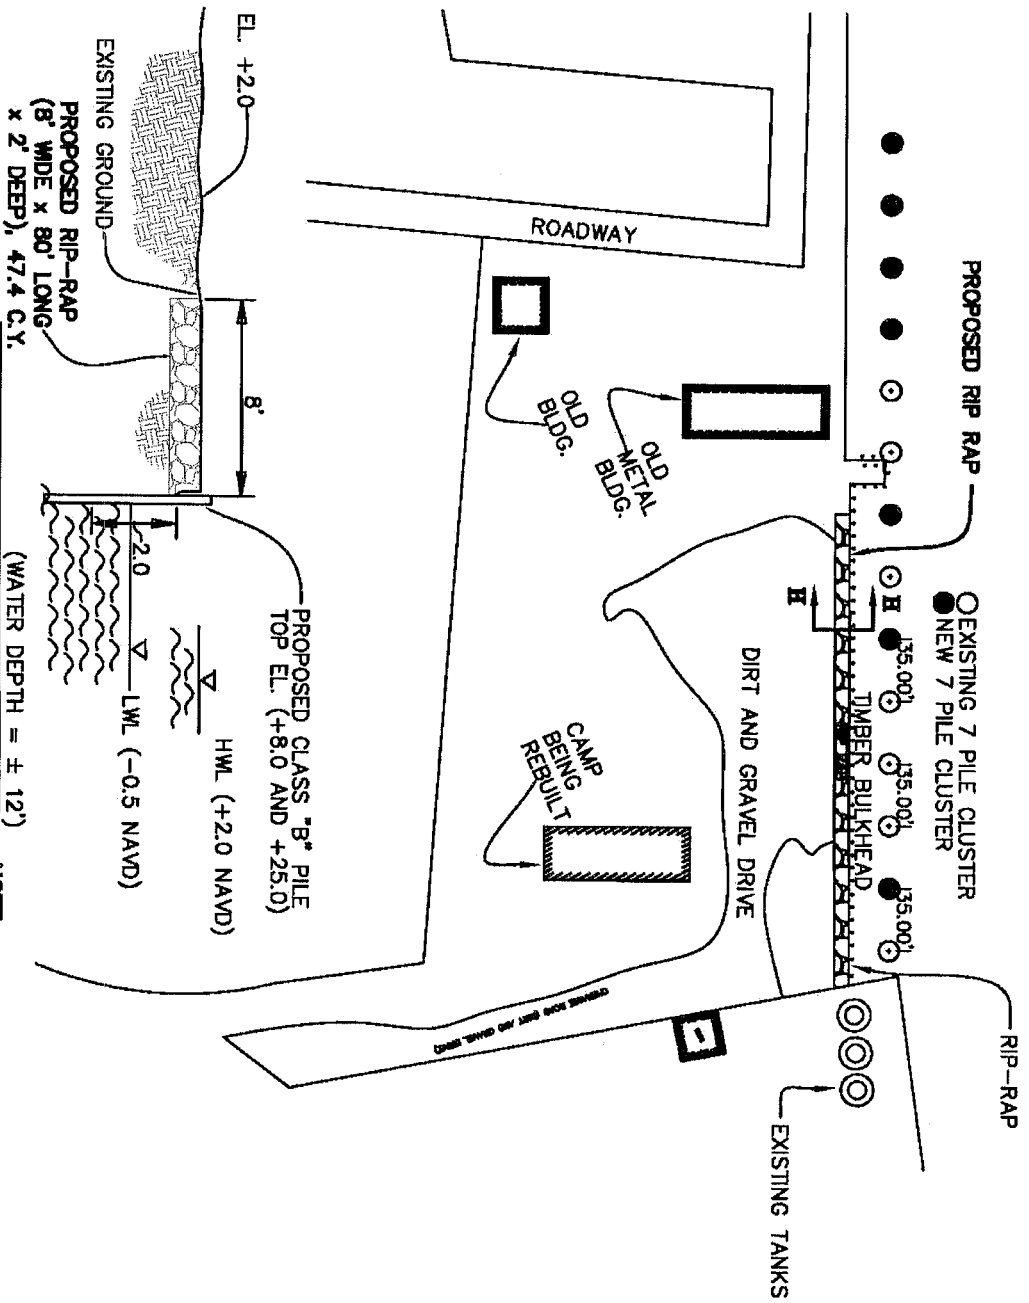 PROPOSED RIP RAP
EXISTING 7 PILE CLUSTER
NEW 7 PILE CLUSTER
RIP-RAP
135.00'
135.00'
135.00'
TIMBER BULKHEAD
H
H
EXISTING TANKS
ROADWAY
OLD
METAL
BLDG.
OLD
BLDG.
DIRT AND GRAVEL DRIVE
CAMP
BEING
REBUILT
EL. +2.0
EXISTING GROUND
PROPOSED RIP-RAP
(8' WIDE x 80' LONG
x 2' DEEP), 47.4 C.Y.
8'
-2.0
PROPOSED CLASS "B" PILE
TOP EL. (+8.0 AND +25.0)
HWL (+2.0 NAVD)
LWL (-0.5 NAVD)
(WATER DEPTH = ± 12')